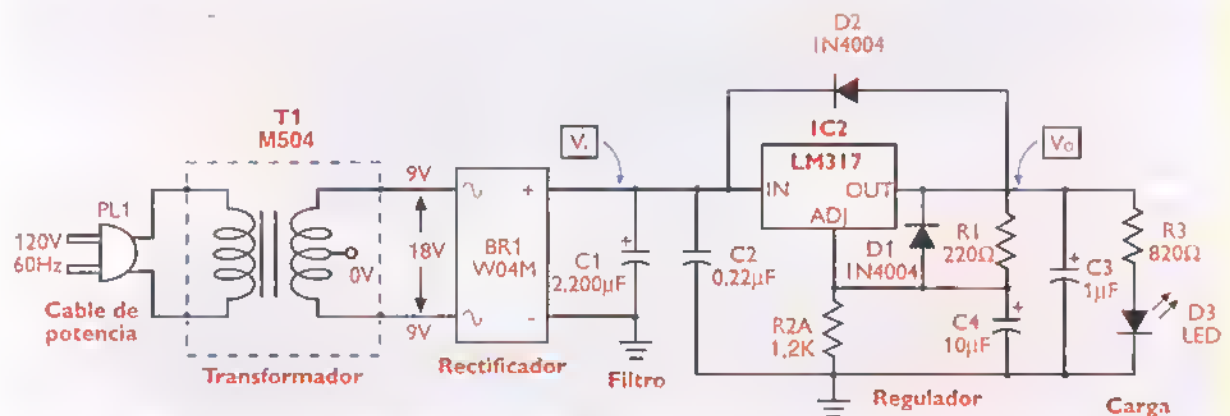 D2
1N4004
T1
M504
IC2
LM317
IN
OUT
ADJ
Vo
9V
PL1
120V
60Hz
Cable de
potencia
18V
0V
9V
Transformador
+
-
BR1
W04M
Rectificador
+
C1
2,200µF
Filtro
C2
0,22µF
D1
1N4004
R1
220Ω
R2A
1,2K
+
C4
10µF
+
C3
1µF
R3
820Ω
D3
LED
Regulador
Carga